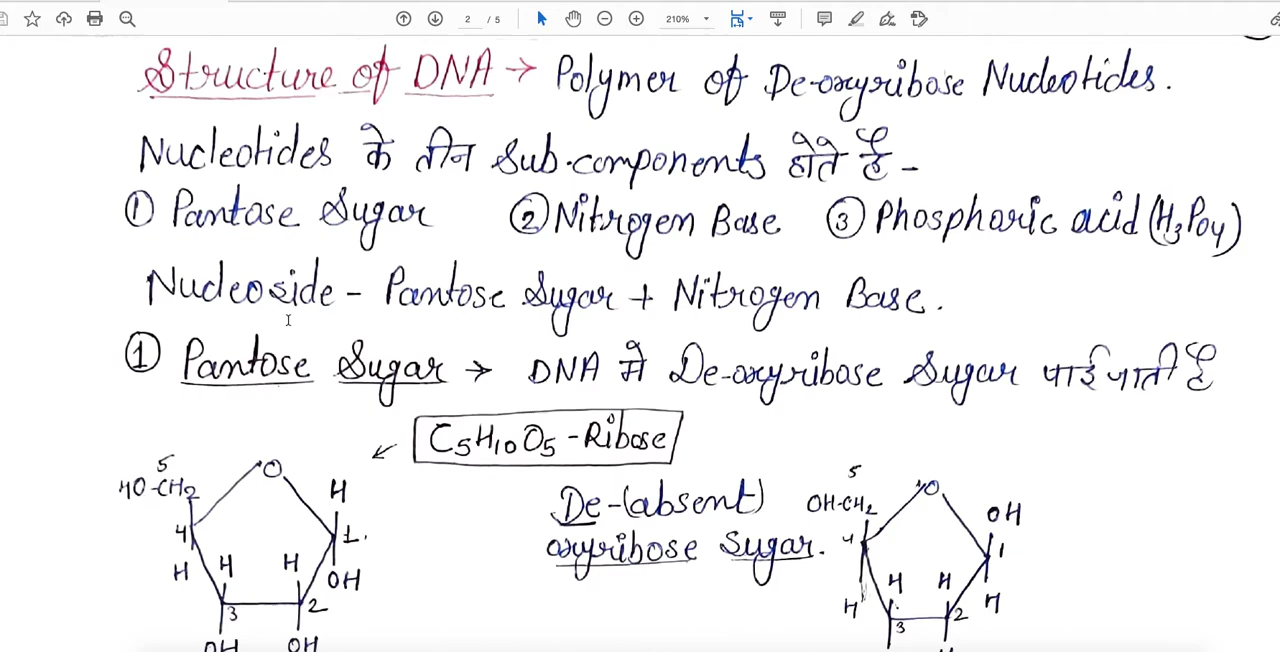 2 / 5 210%
Structure of DNA → Polymer of De-oxyribose Nucleotides.
Nucleotides के तीन Sub-components होते है -
① Pantose Sugar ② Nitrogen Base ③ Phosphoric acid (H3PO4)
Nucleoside - Pantose Sugar + Nitrogen Base.
① Pantose Sugar → DNA मे De-oxyribose Sugar पाई जाती है
C5H10O5 - Ribose
De-(absent)
oxyribose Sugar.
5
HO-CH2 O H
4 1.
H H H OH
3 2
OH OH
5
OH-CH2 O OH
4 1
H H H H
3 2